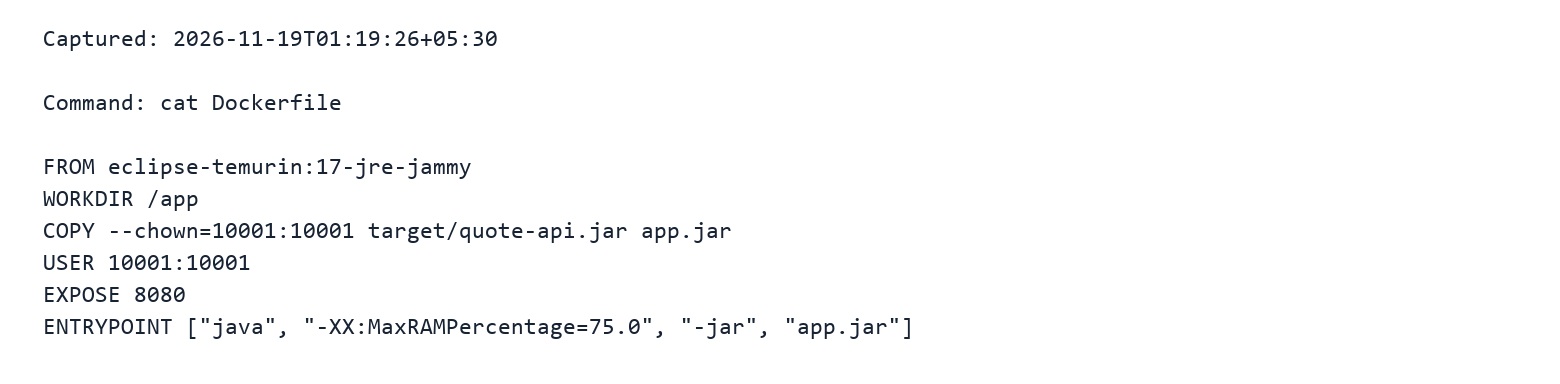 Captured: 2026-11-19T01:19:26+05:30
Command: cat Dockerfile
FROM eclipse-temurin:17-jre-jammy
WORKDIR /app
COPY --chown=10001:10001 target/quote-api.jar app.jar
USER 10001:10001
EXPOSE 8080
ENTRYPOINT ["java", "-XX:MaxRAMPercentage=75.0", "-jar", "app.jar"]